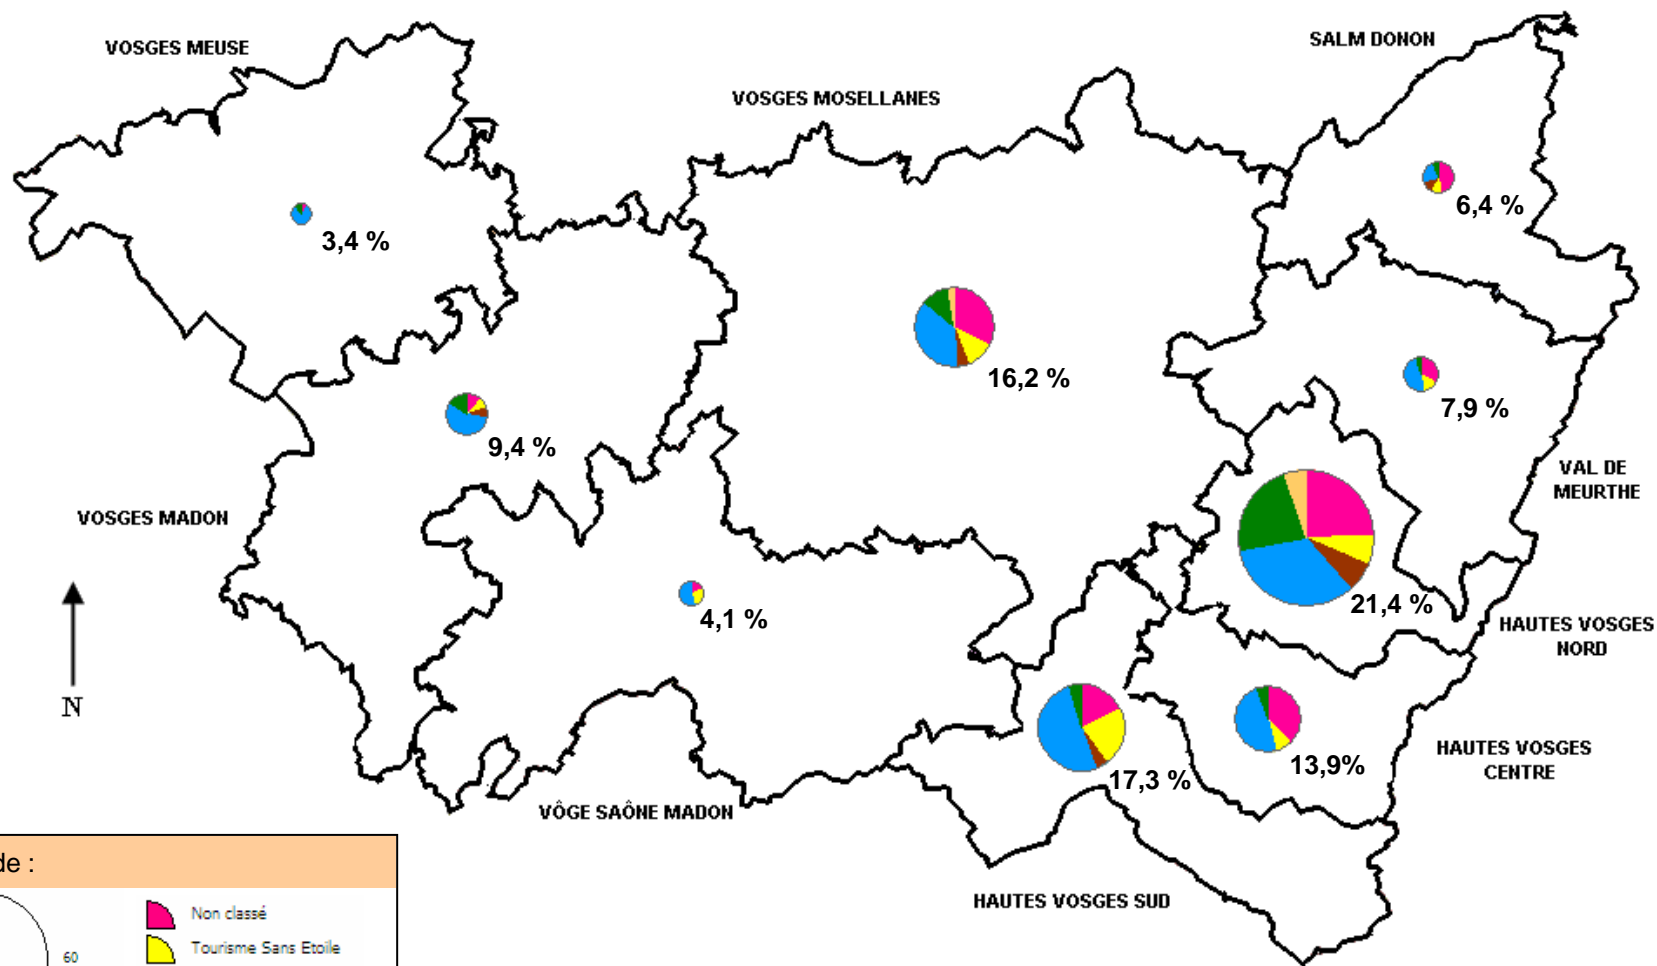 VOSGES MEUSE
SALM DONON
VOSGES MOSELLANES
6,4 %
3,4 %
16,2 %
7,9 %
9,4 %
VAL DE
MEURTHE
VOSGES MADON
21,4 %
4,1 %
HAUTES VOSGES
NORD
N
HAUTES VOSGES
CENTRE
13,9%
17,3 %
VÔGE SAÔNE MADON
HAUTES VOSGES SUD
de :
Non classé
Tourisme Sans Etoile
60